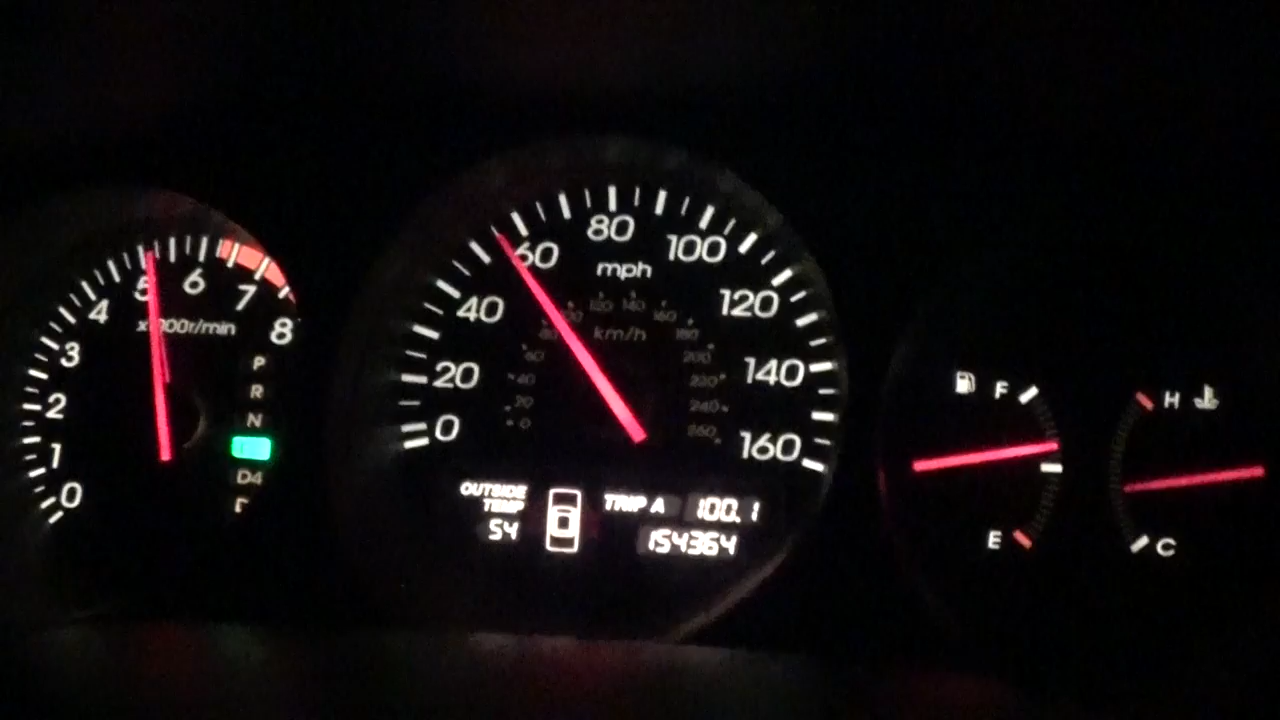 0 1 2 3 4 5 6 7 8
x1000r/min
P
R
N
D4
0 20 40 60 80 100 120 140 160
mph
km/h
20 40 60 80 100 120 140 160 180 200 220 240 260
OUTSIDE
TEMP
54
TRIP A 100.1
154364
F
E
H
C